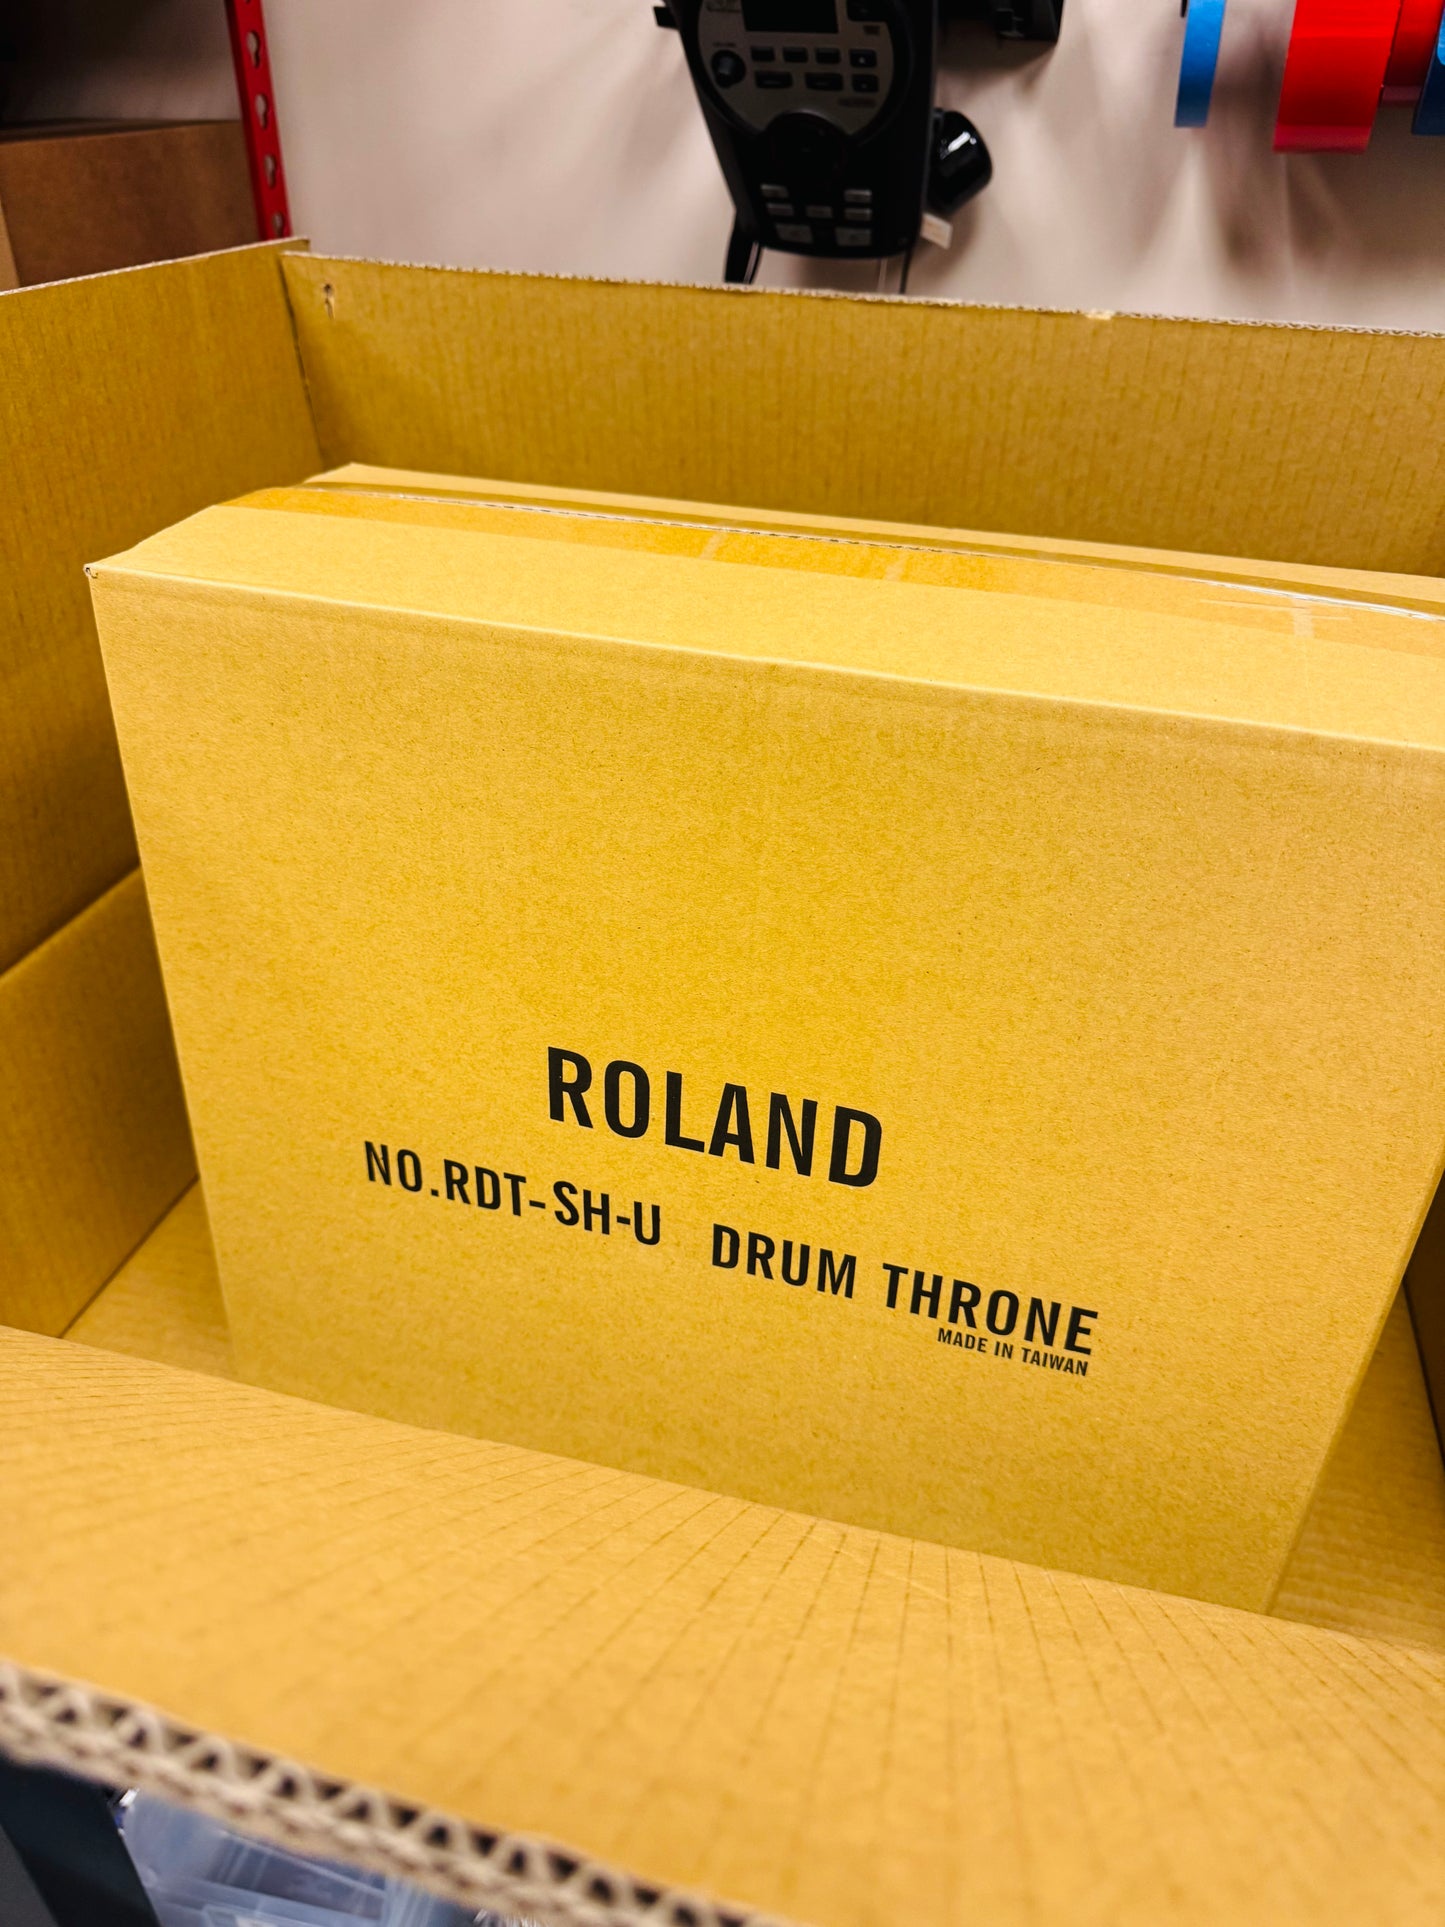 ROLAND
NO.RDT-SH-U DRUM THRONE
MADE IN TAIWAN